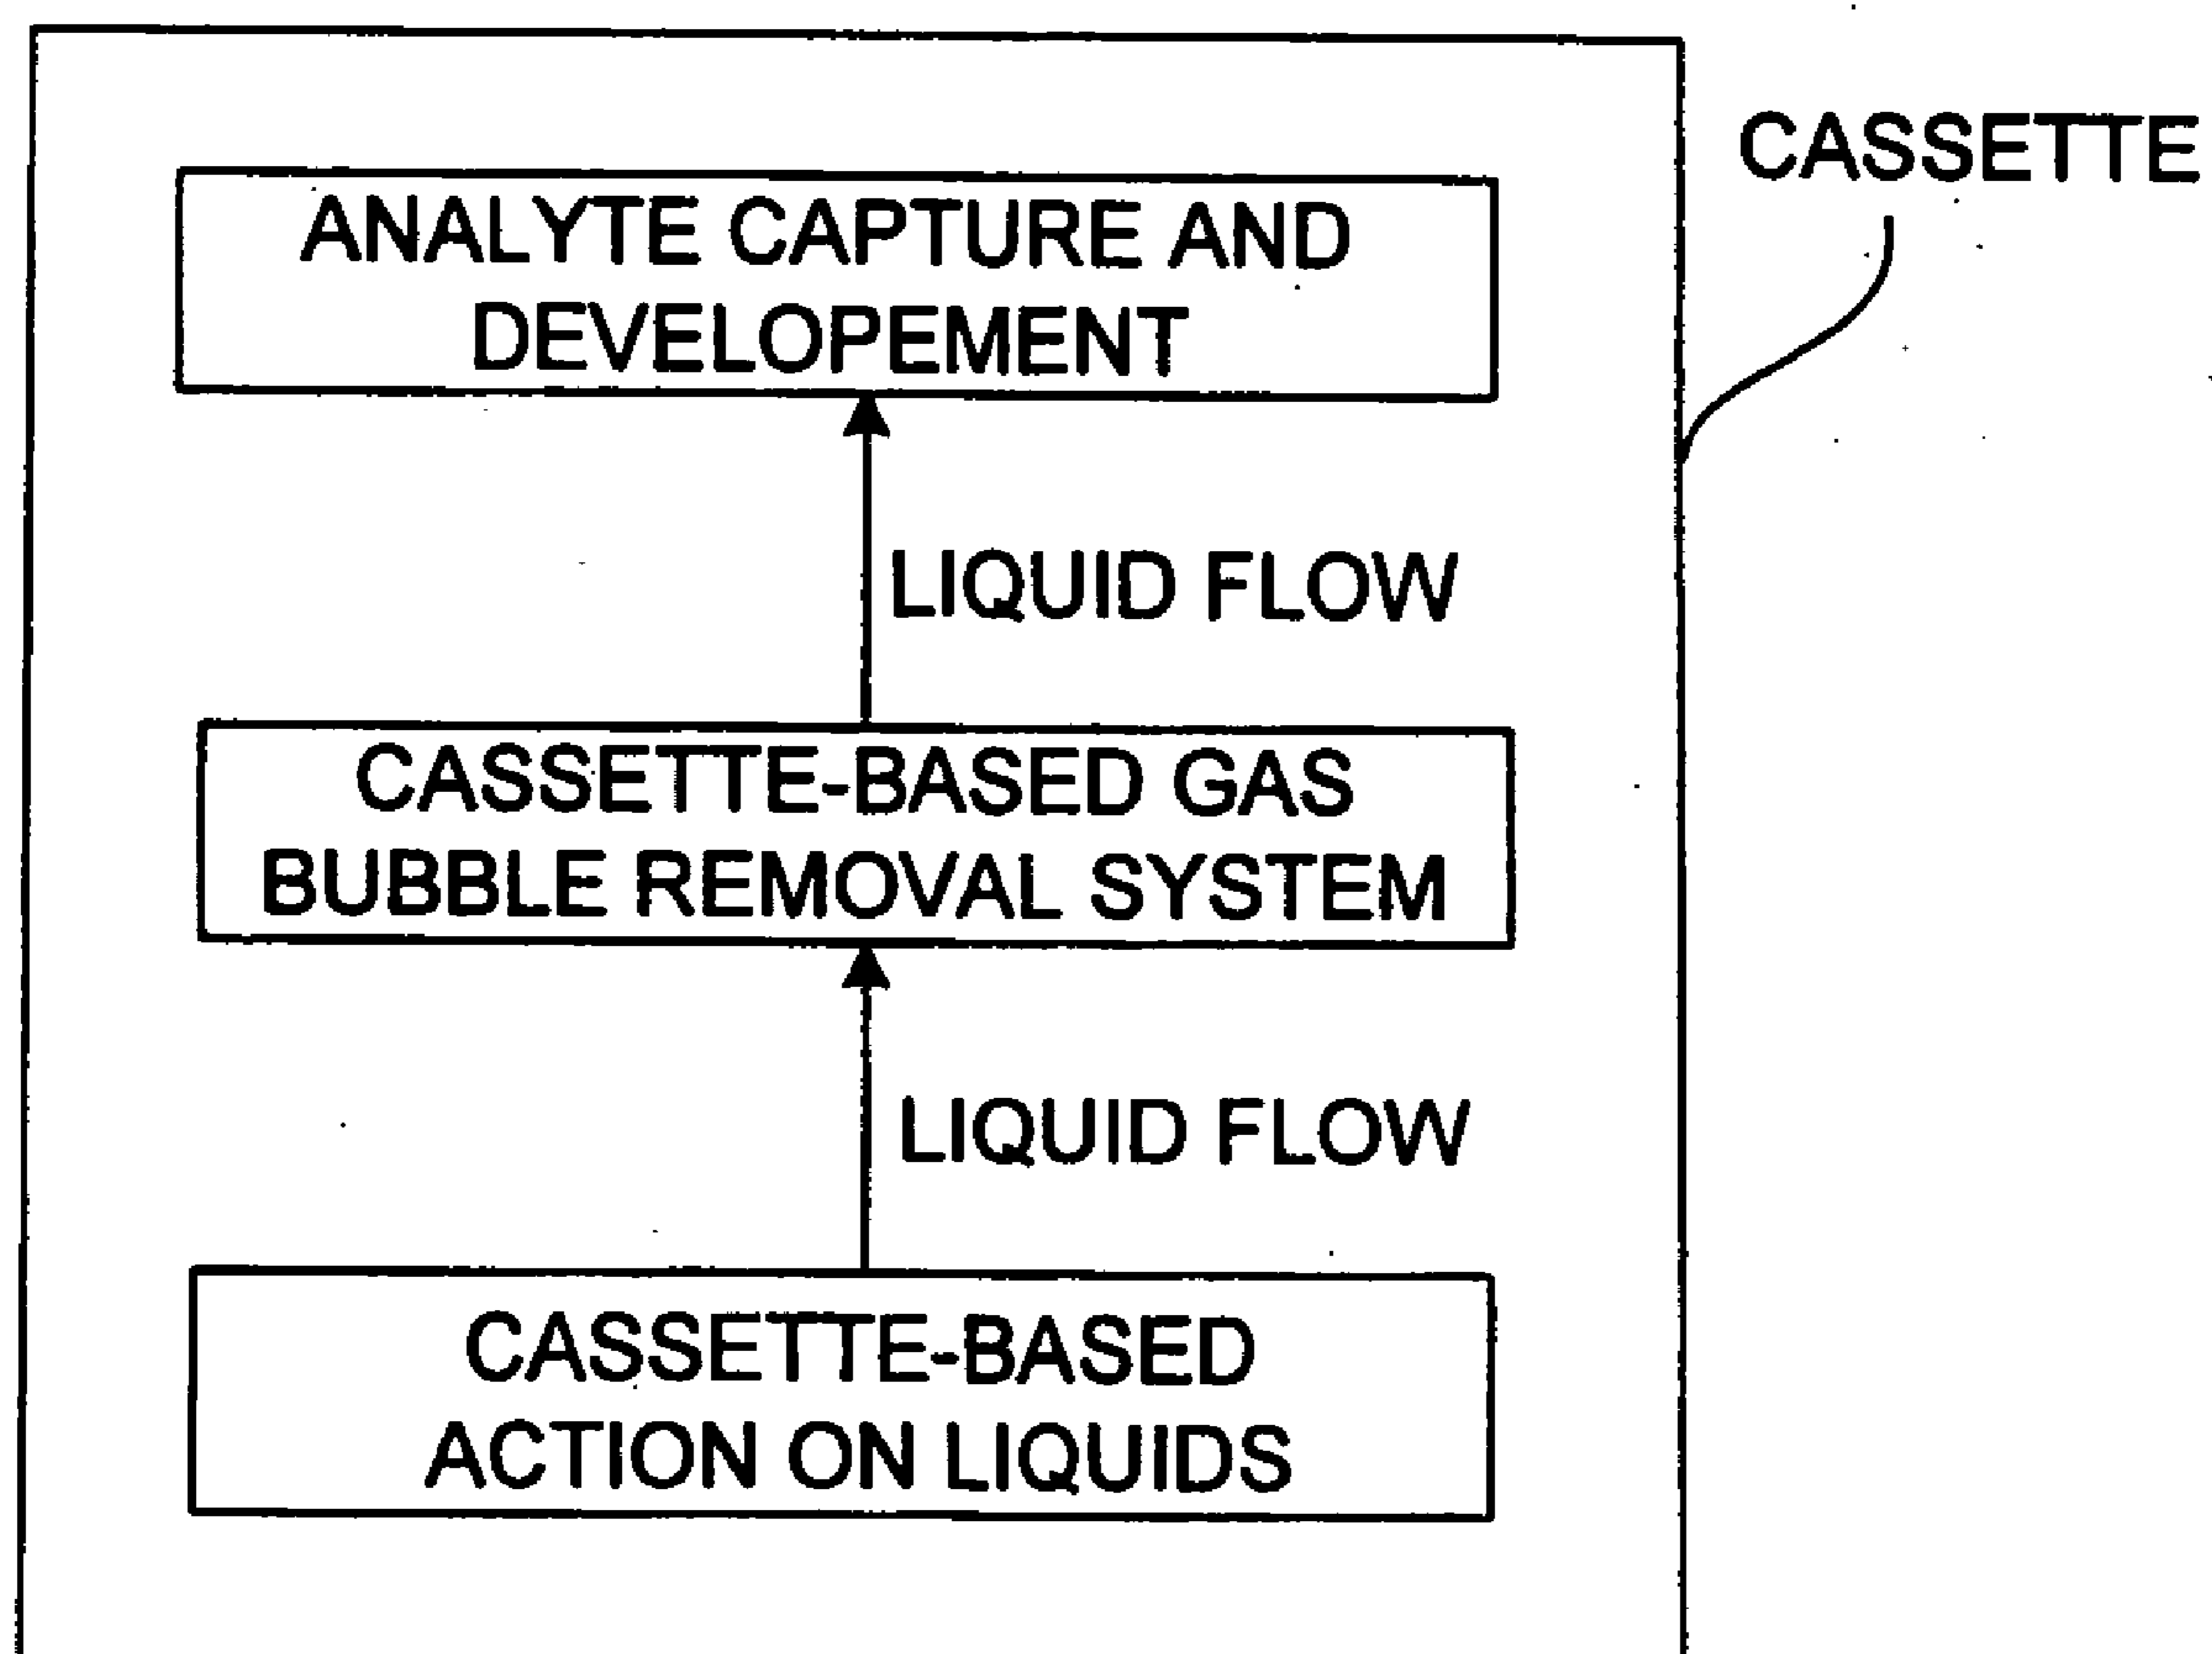 CASSETTE
ANALYTE CAPTURE AND
DEVELOPEMENT
LIQUID FLOW
CASSETTE-BASED GAS
BUBBLE REMOVAL SYSTEM
LIQUID FLOW
CASSETTE-BASED
ACTION ON LIQUIDS